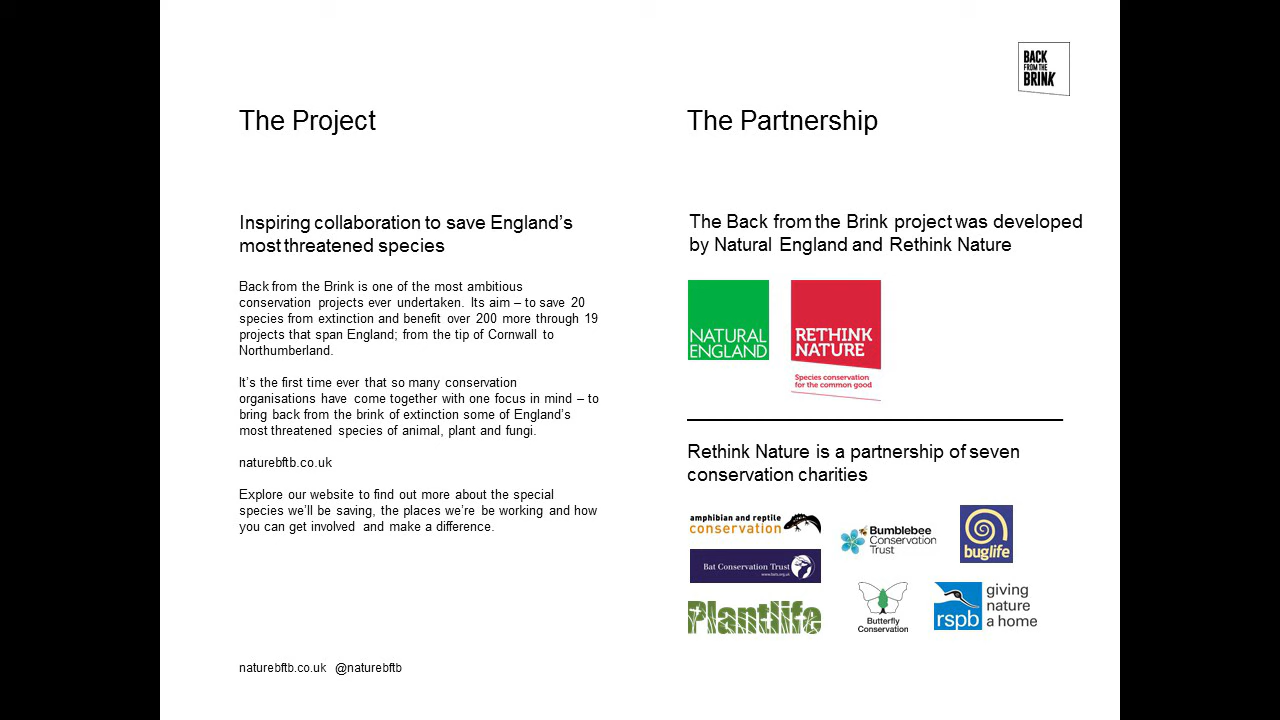 BACK
FROM THE
BRINK
The Project
Inspiring collaboration to save England's
most threatened species
Back from the Brink is one of the most ambitious
conservation projects ever undertaken. Its aim – to save 20
species from extinction and benefit over 200 more through 19
projects that span England; from the tip of Cornwall to
Northumberland.
It's the first time ever that so many conservation
organisations have come together with one focus in mind – to
bring back from the brink of extinction some of England's
most threatened species of animal, plant and fungi.
naturebftb.co.uk
Explore our website to find out more about the special
species we'll be saving, the places we're be working and how
you can get involved and make a difference.
naturebftb.co.uk @naturebftb
The Partnership
The Back from the Brink project was developed
by Natural England and Rethink Nature
NATURAL
ENGLAND
RETHINK
NATURE
Species conservation
for the common good
Rethink Nature is a partnership of seven
conservation charities
amphibian and reptile
conservation
Bumblebee
Conservation
Trust
buglife
Bat Conservation Trust
www.bats.org.uk
Plantlife
Butterfly
Conservation
rspb
giving
nature
a home